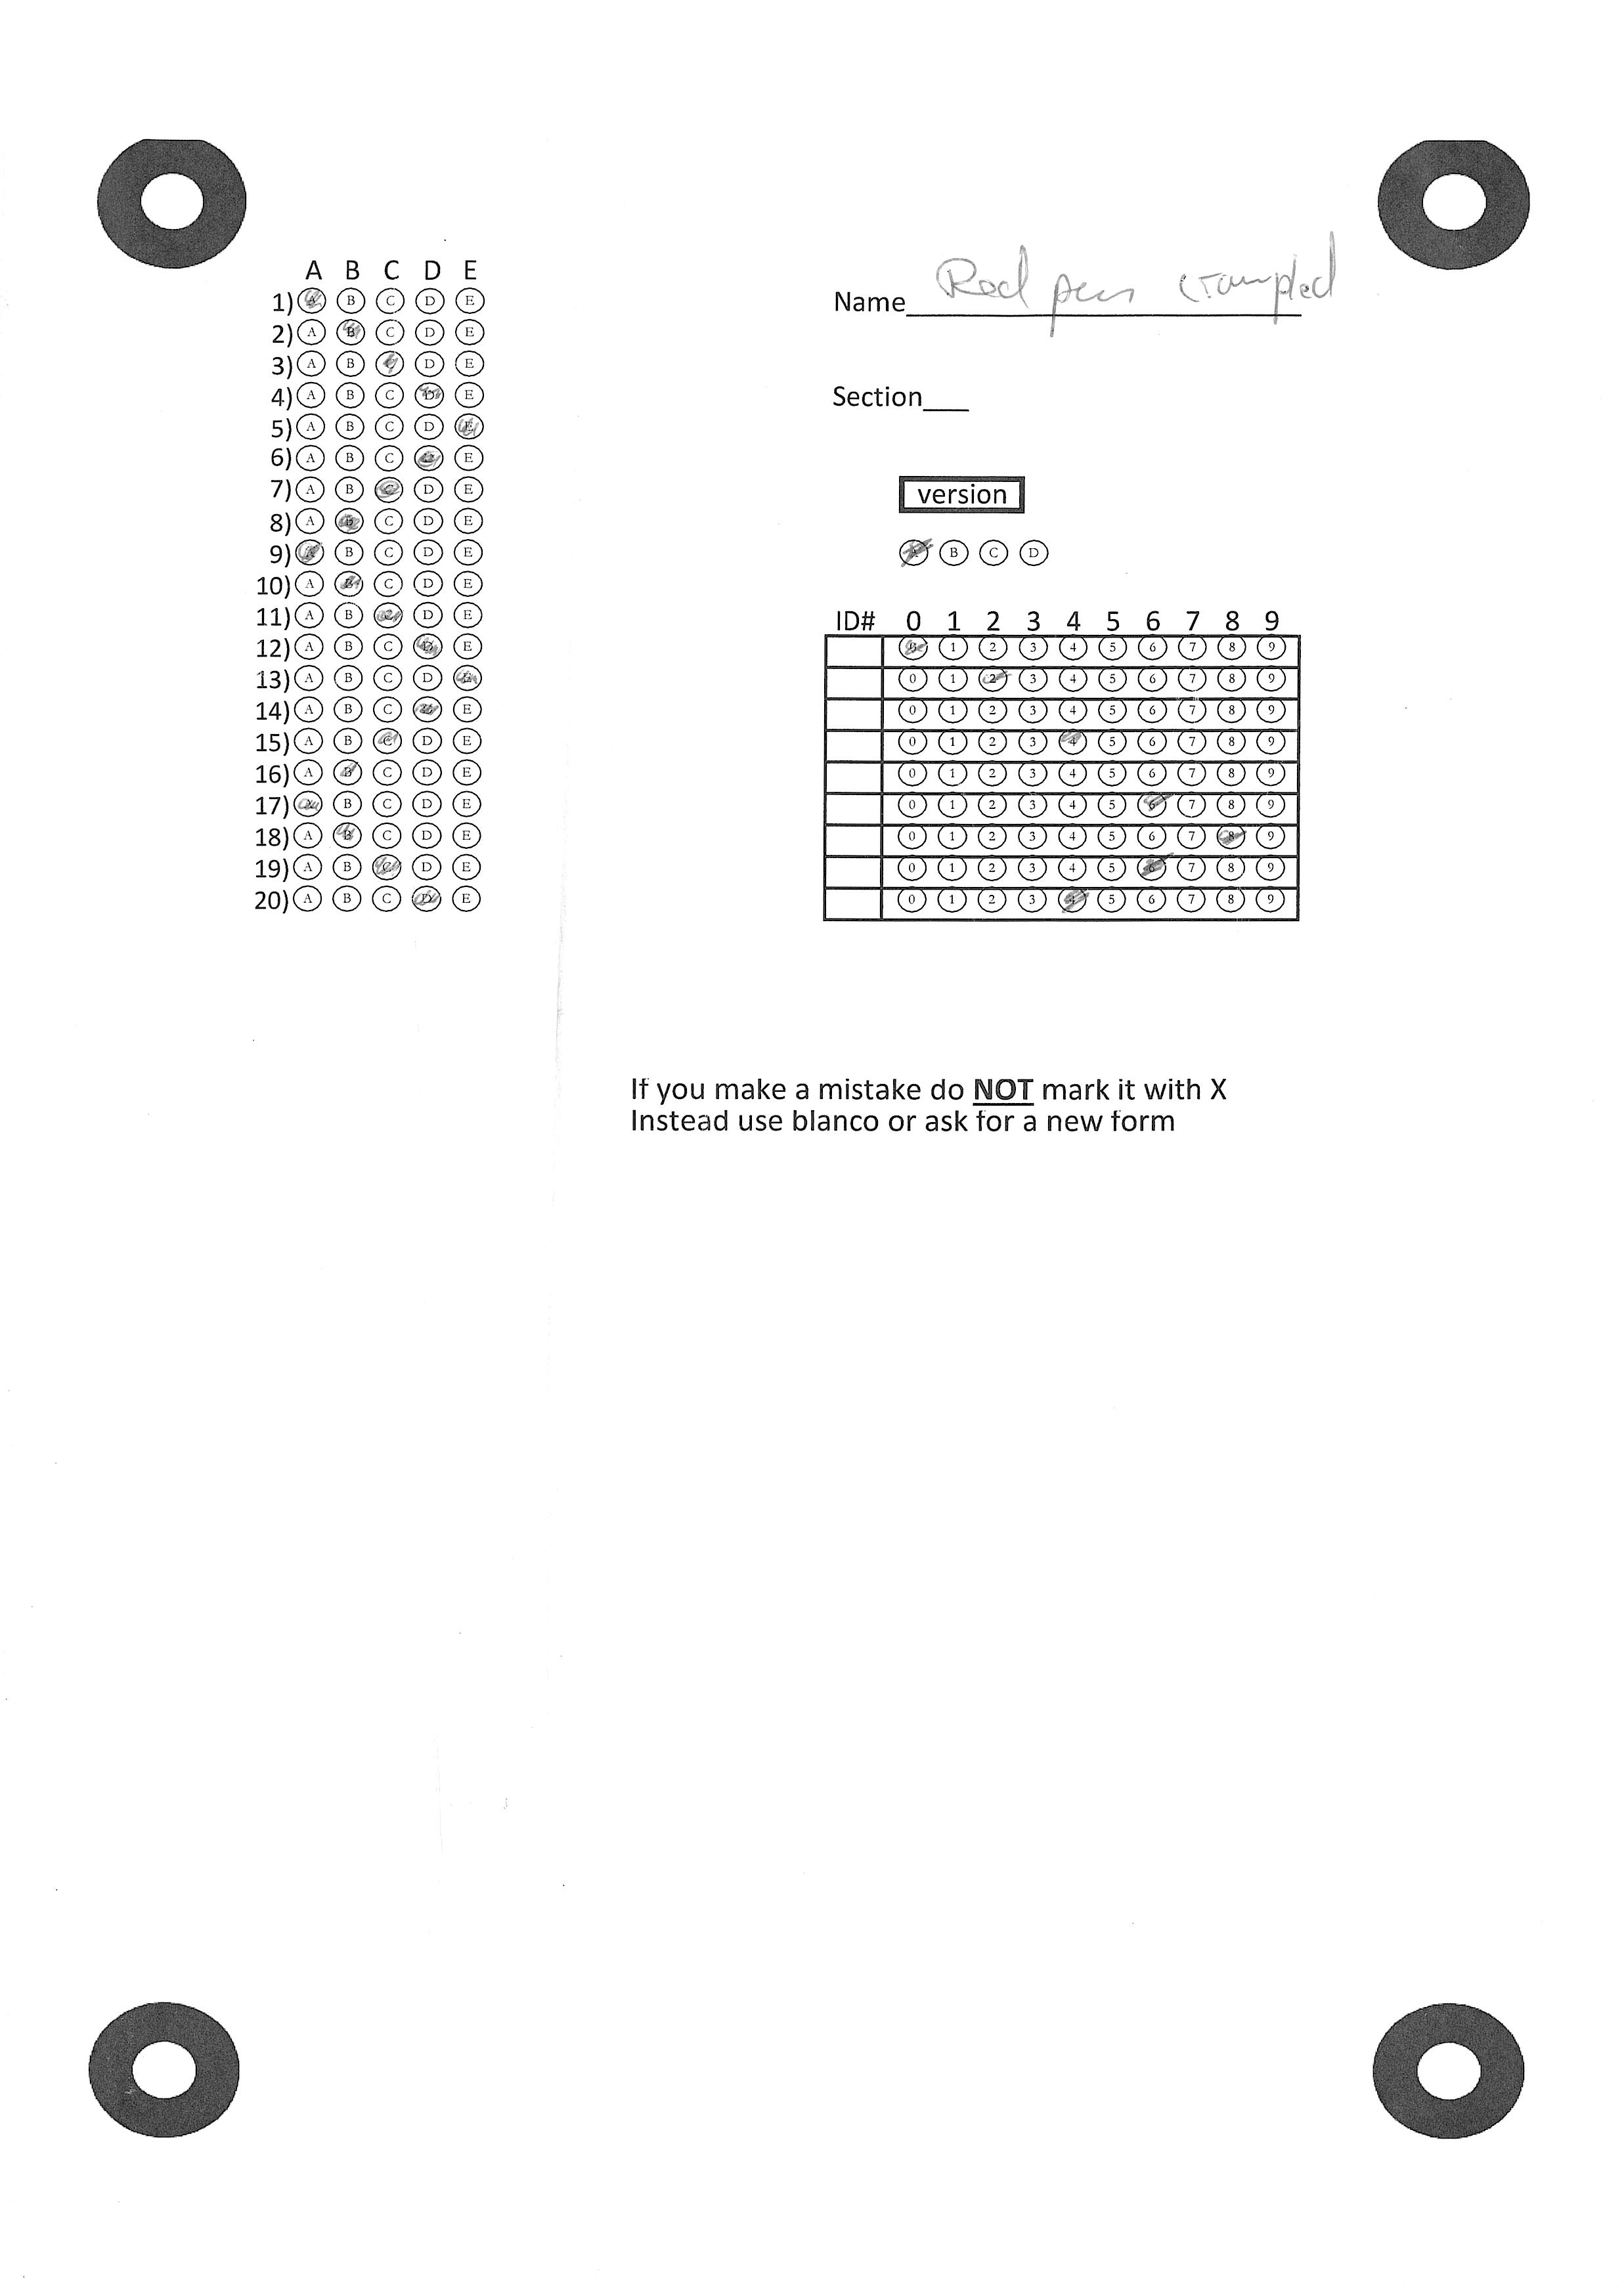 A B C D E
1) A B C D E
2) A B C D E
3) A B C D E
4) A B C D E
5) A B C D E
6) A B C D E
7) A B C D E
8) A B C D E
9) A B C D E
10) A B C D E
11) A B C D E
12) A B C D E
13) A B C D E
14) A B C D E
15) A B C D E
16) A B C D E
17) A B C D E
18) A B C D E
19) A B C D E
20) A B C D E
Name Red pen crumpled
Section
version
A B C D
ID# 0 1 2 3 4 5 6 7 8 9
0 1 2 3 4 5 6 7 8 9
0 1 2 3 4 5 6 7 8 9
0 1 2 3 4 5 6 7 8 9
0 1 2 3 4 5 6 7 8 9
0 1 2 3 4 5 6 7 8 9
0 1 2 3 4 5 6 7 8 9
0 1 2 3 4 5 6 7 8 9
0 1 2 3 4 5 6 7 8 9
0 1 2 3 4 5 6 7 8 9
If you make a mistake do NOT mark it with X
Instead use blanco or ask for a new form